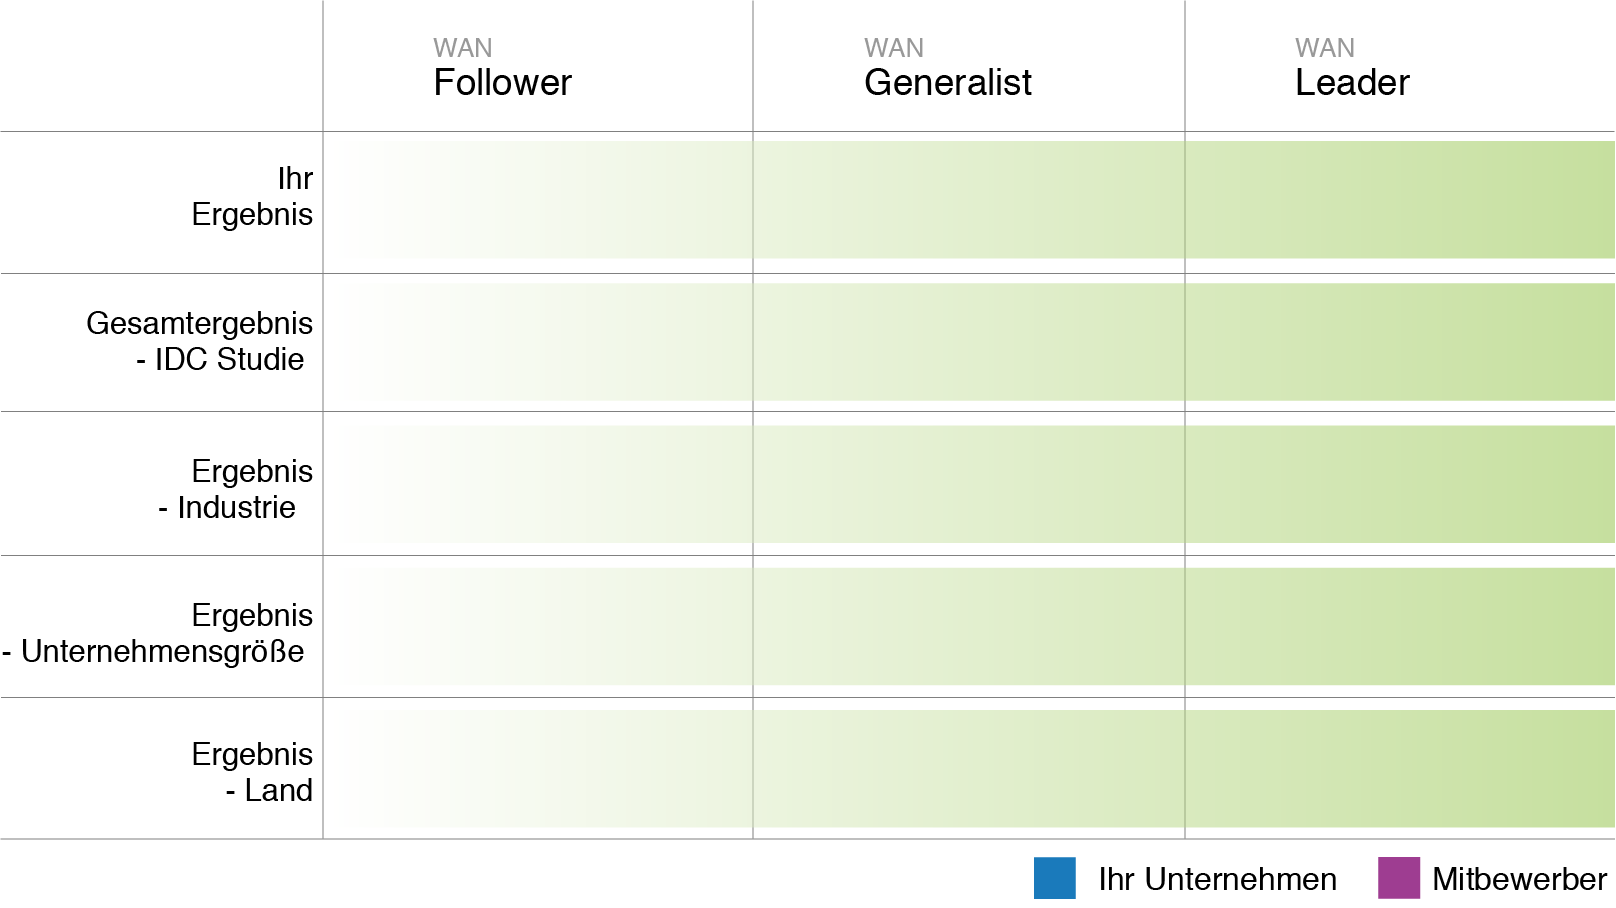 WAN
Follower
WAN
Generalist
WAN
Leader
Ihr
Ergebnis
Gesamtergebnis
- IDC Studie
Ergebnis
- Industrie
Ergebnis
- Unternehmensgröße
Ergebnis
- Land
Ihr Unternehmen
Mitbewerber